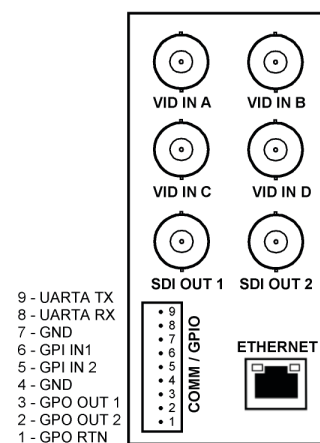 VID IN A VID IN B
VID IN C VID IN D
SDI OUT 1 SDI OUT 2
9 - UARTA TX
8 - UARTA RX
7 - GND
6 - GPI IN1
5 - GPI IN 2
4 - GND
3 - GPO OUT 1
2 - GPO OUT 2
1 - GPO RTN
9
8
7
6
5
4
3
2
1
COMM / GPIO
ETHERNET